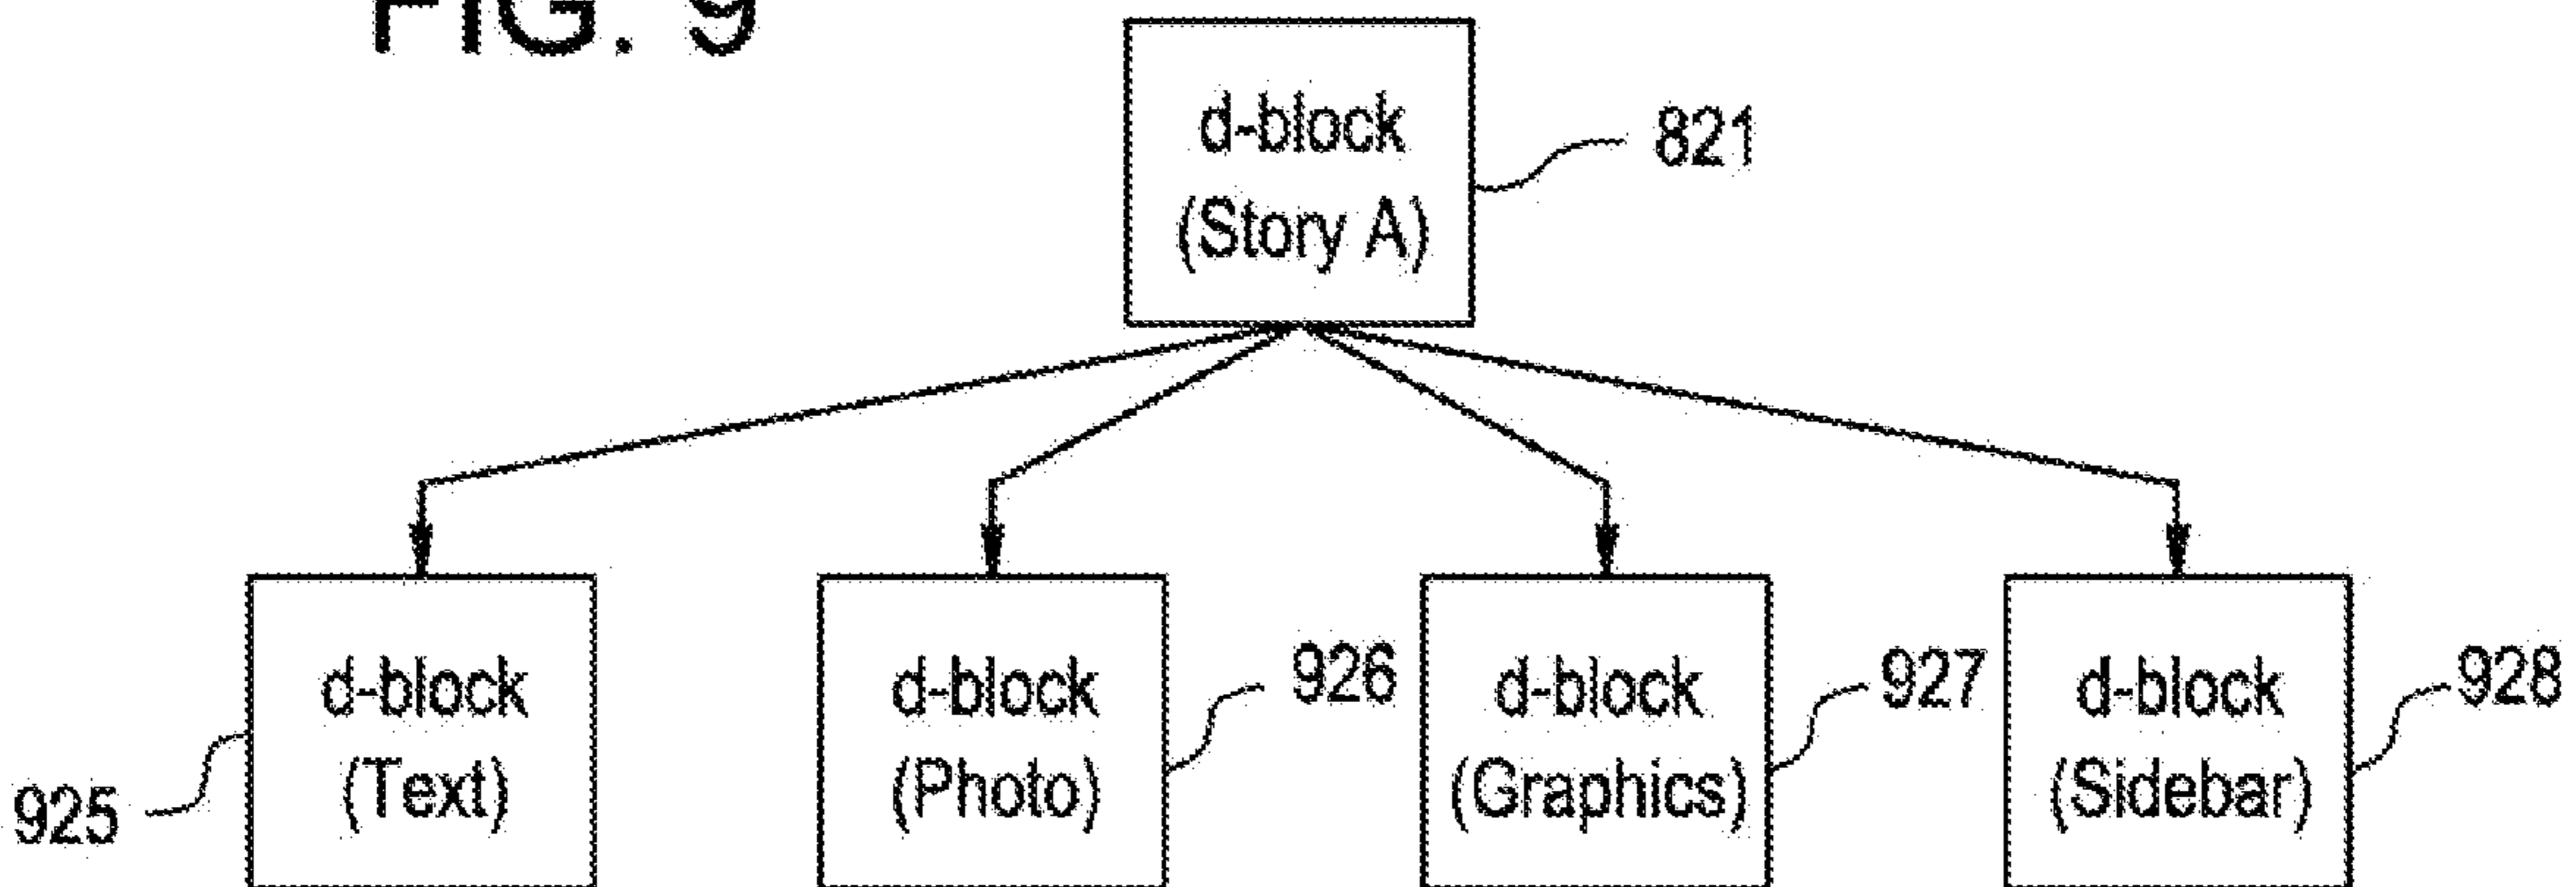 FIG. 9
d-block
(Story A)
821
d-block
(Text)
925
d-block
(Photo)
926
d-block
(Graphics)
927
d-block
(Sidebar)
928